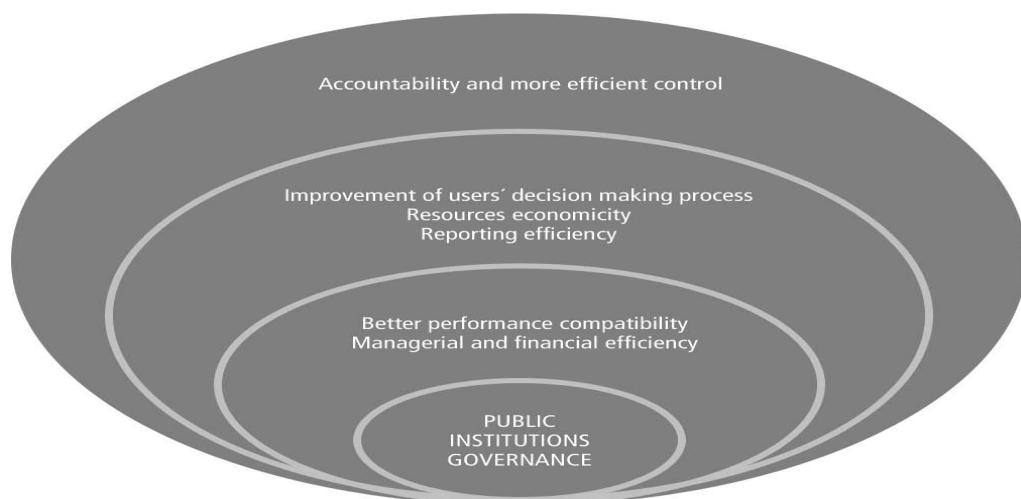 Accountability and more efficient control
Improvement of users´ decision making process
Resources economicity
Reporting efficiency
Better performance compatibility
Managerial and financial efficiency
PUBLIC
INSTITUTIONS
GOVERNANCE